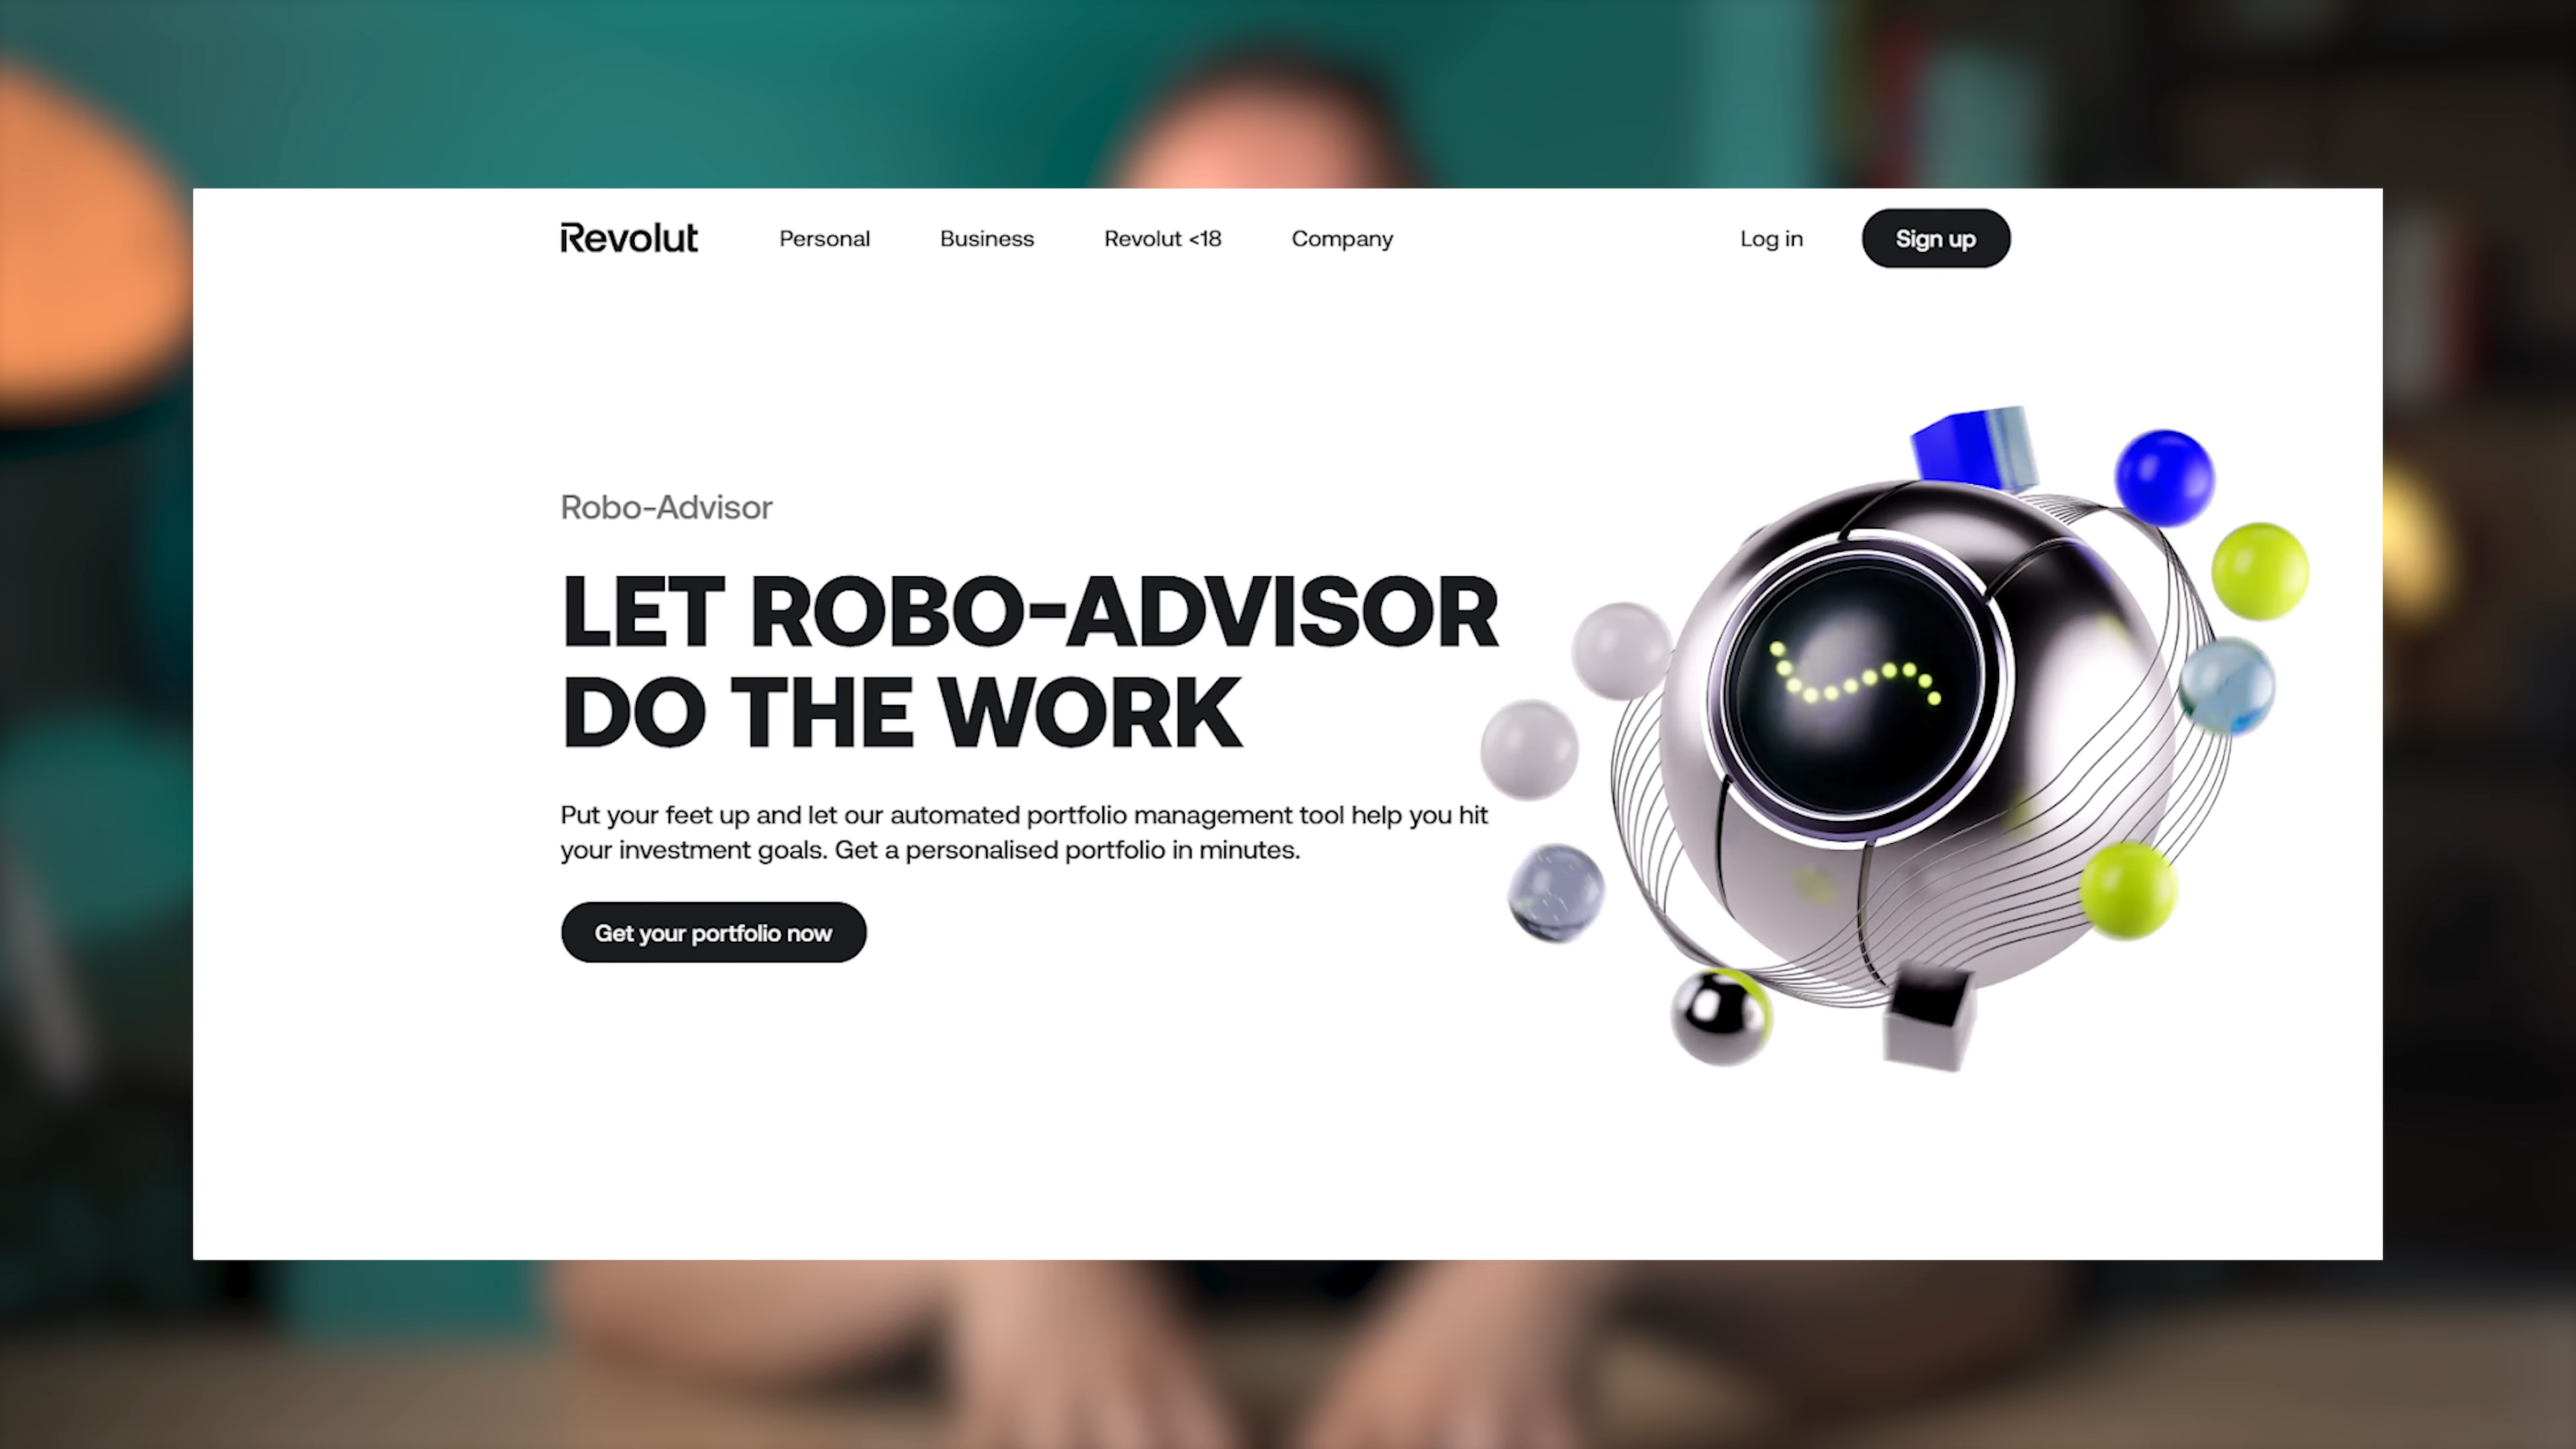 Revolut
Personal
Business
Revolut <18
Company
Log in
Sign up
Robo-Advisor
LET ROBO-ADVISOR
DO THE WORK
Put your feet up and let our automated portfolio management tool help you hit
your investment goals. Get a personalised portfolio in minutes.
Get your portfolio now